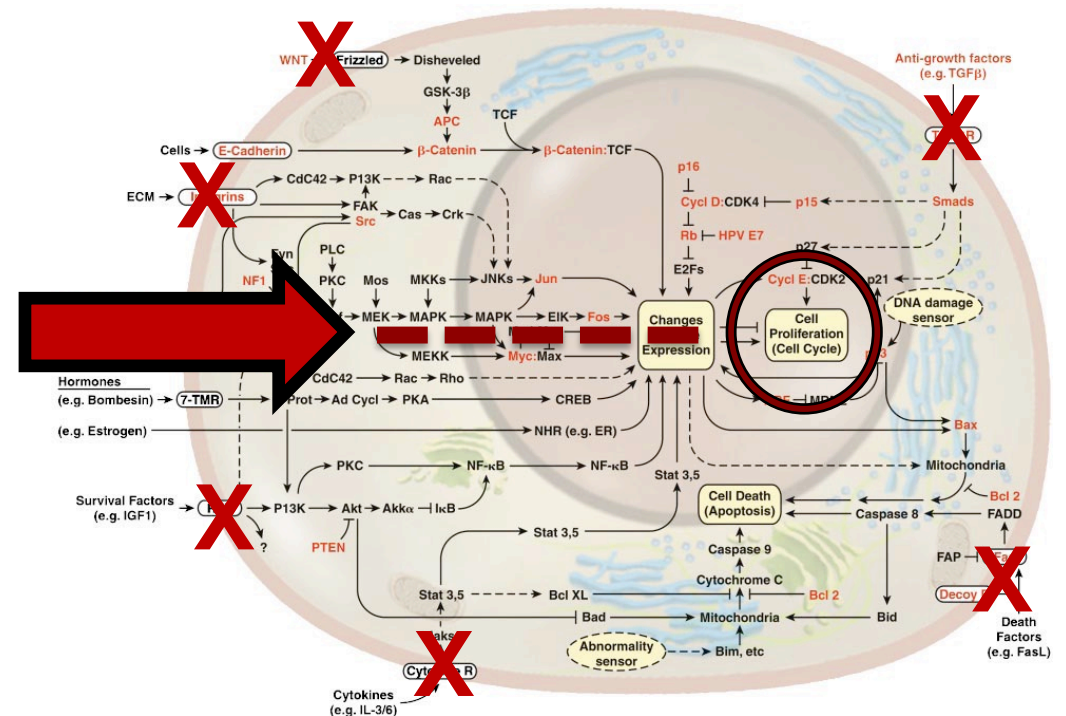 WNT
Frizzled
Disheveled
GSK-3β
APC
TCF
Cells
E-Cadherin
β-Catenin
β-Catenin:TCF
Anti-growth factors
(e.g. TGFβ)
ECM
CdC42
P13K
Rac
FAK
Src
Cas
Crk
p16
Cycl D:CDK4
p15
Smads
Rb
HPV E7
E2Fs
p27
Cycl E:CDK2
p21
DNA damage
sensor
Fyn
PLC
NF1
PKC
Mos
MKKs
JNKs
Jun
MEK
MAPK
MAPK
ElK
Fos
MEKK
Myc:Max
Changes
Expression
Cell
Proliferation
(Cell Cycle)
CdC42
Rac
Rho
Hormones
(e.g. Bombesin)
7-TMR
Prot
Ad Cycl
PKA
CREB
(e.g. Estrogen)
NHR (e.g. ER)
Bax
PKC
NF-κB
NF-κB
Stat 3,5
Mitochondria
Survival Factors
(e.g. IGF1)
P13K
Akt
Akkα
IκB
Cell Death
(Apoptosis)
Bcl 2
Caspase 8
FADD
?
PTEN
Stat 3,5
Caspase 9
FAP
Cytochrome C
Stat 3,5
Bcl XL
Bcl 2
Decoy
Bad
Mitochondria
Bid
Death
Factors
(e.g. FasL)
Abnormality
sensor
Bim, etc
Cytokines
(e.g. IL-3/6)